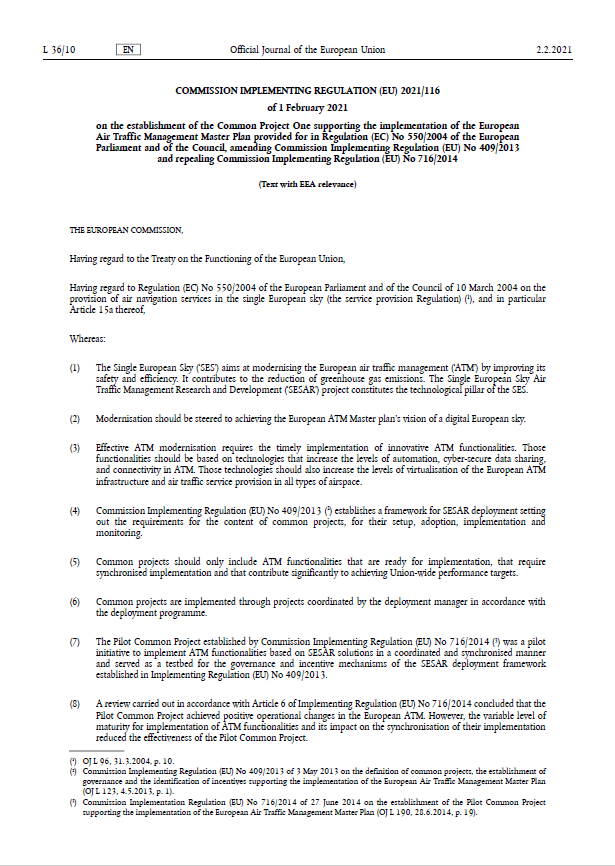 L 36/10 EN Official Journal of the European Union 2.2.2021
COMMISSION IMPLEMENTING REGULATION (EU) 2021/116
of 1 February 2021
on the establishment of the Common Project One supporting the implementation of the European
Air Traffic Management Master Plan provided for in Regulation (EC) No 550/2004 of the European
Parliament and of the Council, amending Commission Implementing Regulation (EU) No 409/2013
and repealing Commission Implementing Regulation (EU) No 716/2014
(Text with EEA relevance)
THE EUROPEAN COMMISSION,
Having regard to the Treaty on the Functioning of the European Union,
Having regard to Regulation (EC) No 550/2004 of the European Parliament and of the Council of 10 March 2004 on the
provision of air navigation services in the single European sky (the service provision Regulation) (¹), and in particular
Article 15a thereof,
Whereas:
(1) The Single European Sky (‘SES’) aims at modernising the European air traffic management (‘ATM’) by improving its
safety and efficiency. It contributes to the reduction of greenhouse gas emissions. The Single European Sky Air
Traffic Management Research and Development (‘SESAR’) project constitutes the technological pillar of the SES.
(2) Modernisation should be steered to achieving the European ATM Master plan’s vision of a digital European sky.
(3) Effective ATM modernisation requires the timely implementation of innovative ATM functionalities. Those
functionalities should be based on technologies that increase the levels of automation, cyber-secure data sharing,
and connectivity in ATM. Those technologies should also increase the levels of virtualisation of the European ATM
infrastructure and air traffic service provision in all types of airspace.
(4) Commission Implementing Regulation (EU) No 409/2013 (²) establishes a framework for SESAR deployment setting
out the requirements for the content of common projects, for their setup, adoption, implementation and
monitoring.
(5) Common projects should only include ATM functionalities that are ready for implementation, that require
synchronised implementation and that contribute significantly to achieving Union-wide performance targets.
(6) Common projects are implemented through projects coordinated by the deployment manager in accordance with
the deployment programme.
(7) The Pilot Common Project established by Commission Implementing Regulation (EU) No 716/2014 (³) was a pilot
initiative to implement ATM functionalities based on SESAR solutions in a coordinated and synchronised manner
and served as a testbed for the governance and incentive mechanisms of the SESAR deployment framework
established in Implementing Regulation (EU) No 409/2013.
(8) A review carried out in accordance with Article 6 of Implementing Regulation (EU) No 716/2014 concluded that the
Pilot Common Project achieved positive operational changes in the European ATM. However, the variable level of
maturity for implementation of ATM functionalities and its impact on the synchronisation of their implementation
reduced the effectiveness of the Pilot Common Project.
(¹) OJ L 96, 31.3.2004, p. 10.
(²) Commission Implementing Regulation (EU) No 409/2013 of 3 May 2013 on the definition of common projects, the establishment of
governance and the identification of incentives supporting the implementation of the European Air Traffic Management Master Plan
(OJ L 123, 4.5.2013, p. 1).
(³) Commission Implementation Regulation (EU) No 716/2014 of 27 June 2014 on the establishment of the Pilot Common Project
supporting the implementation of the European Air Traffic Management Master Plan (OJ L 190, 28.6.2014, p. 19).